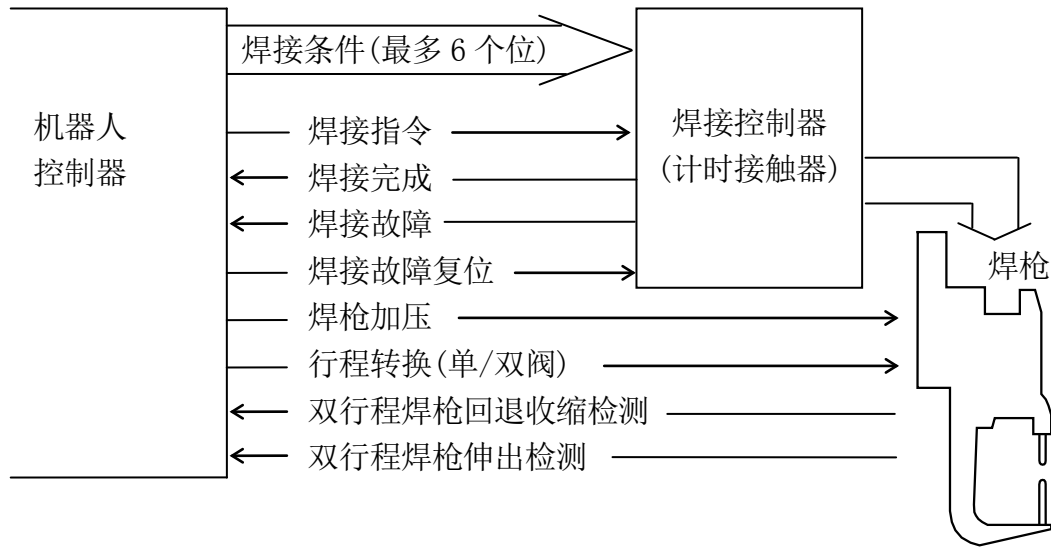 焊接条件(最多6个位)
机器人
控制器
焊接控制器
(计时接触器)
焊接指令
焊接完成
焊接故障
焊接故障复位
焊枪
焊枪加压
行程转换(单/双阀)
双行程焊枪回退收缩检测
双行程焊枪伸出检测